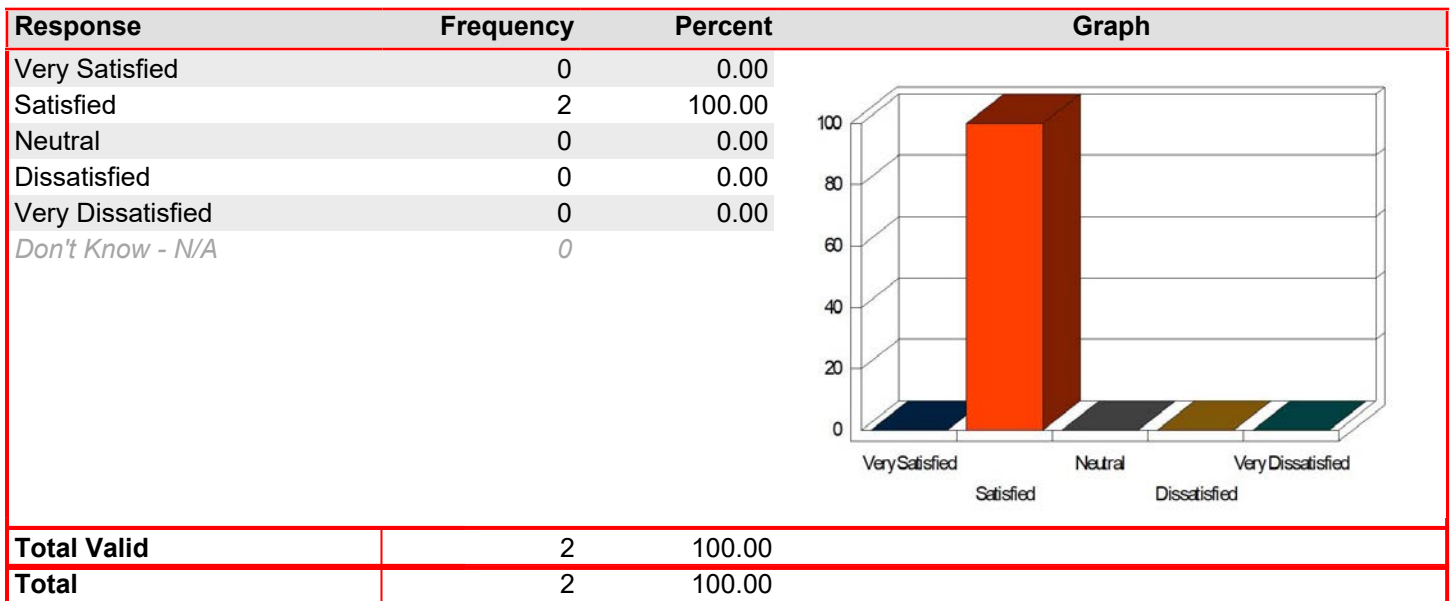 Response Frequency Percent Graph
Very Satisfied 0 0.00
Satisfied 2 100.00
Neutral 0 0.00
Dissatisfied 0 0.00
Very Dissatisfied 0 0.00
Don't Know - N/A 0
100
80
60
40
20
0
Very Satisfied Neutral Very Dissatisfied
Satisfied Dissatisfied
Total Valid 2 100.00
Total 2 100.00